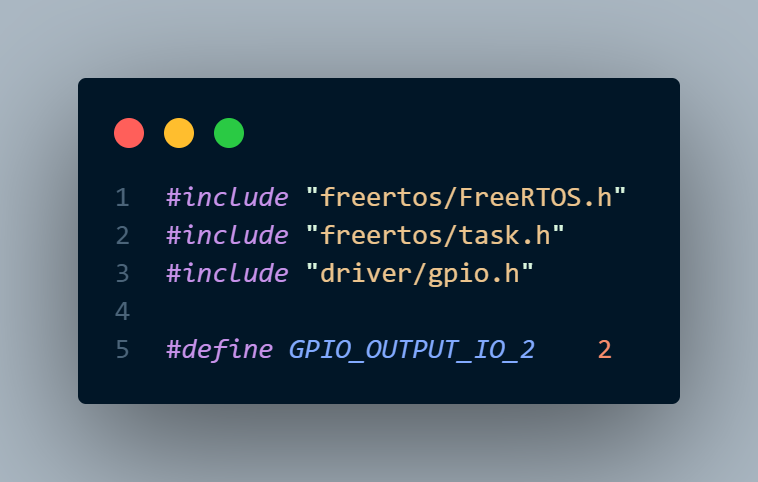 1 #include "freertos/FreeRTOS.h"
2 #include "freertos/task.h"
3 #include "driver/gpio.h"
4
5 #define GPIO_OUTPUT_IO_2    2